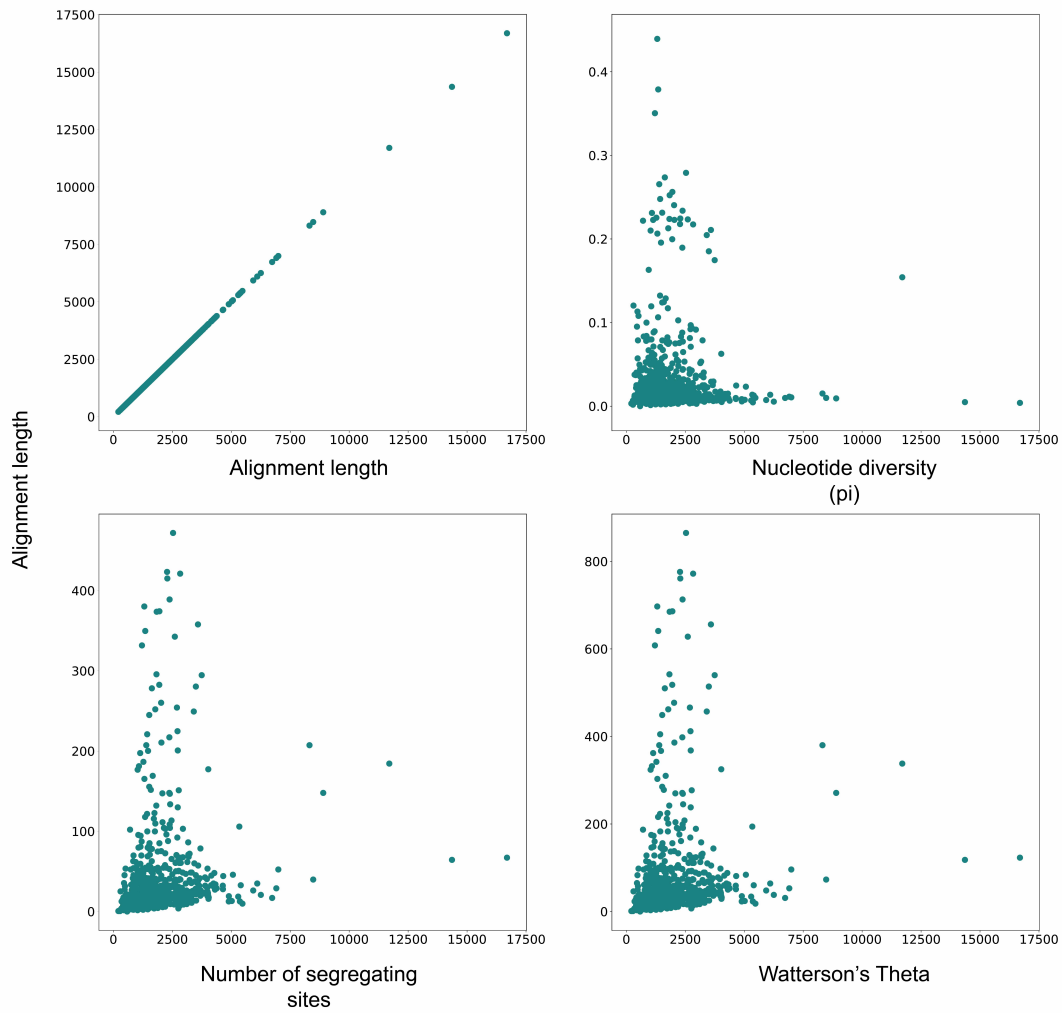 17500
15000
12500
10000
7500
5000
2500
0
0 2500 5000 7500 10000 12500 15000 17500
Alignment length
0.4
0.3
0.2
0.1
0.0
0 2500 5000 7500 10000 12500 15000 17500
Nucleotide diversity
(pi)
Alignment length
400
300
200
100
0
0 2500 5000 7500 10000 12500 15000 17500
Number of segregating
sites
800
600
400
200
0
0 2500 5000 7500 10000 12500 15000 17500
Watterson's Theta